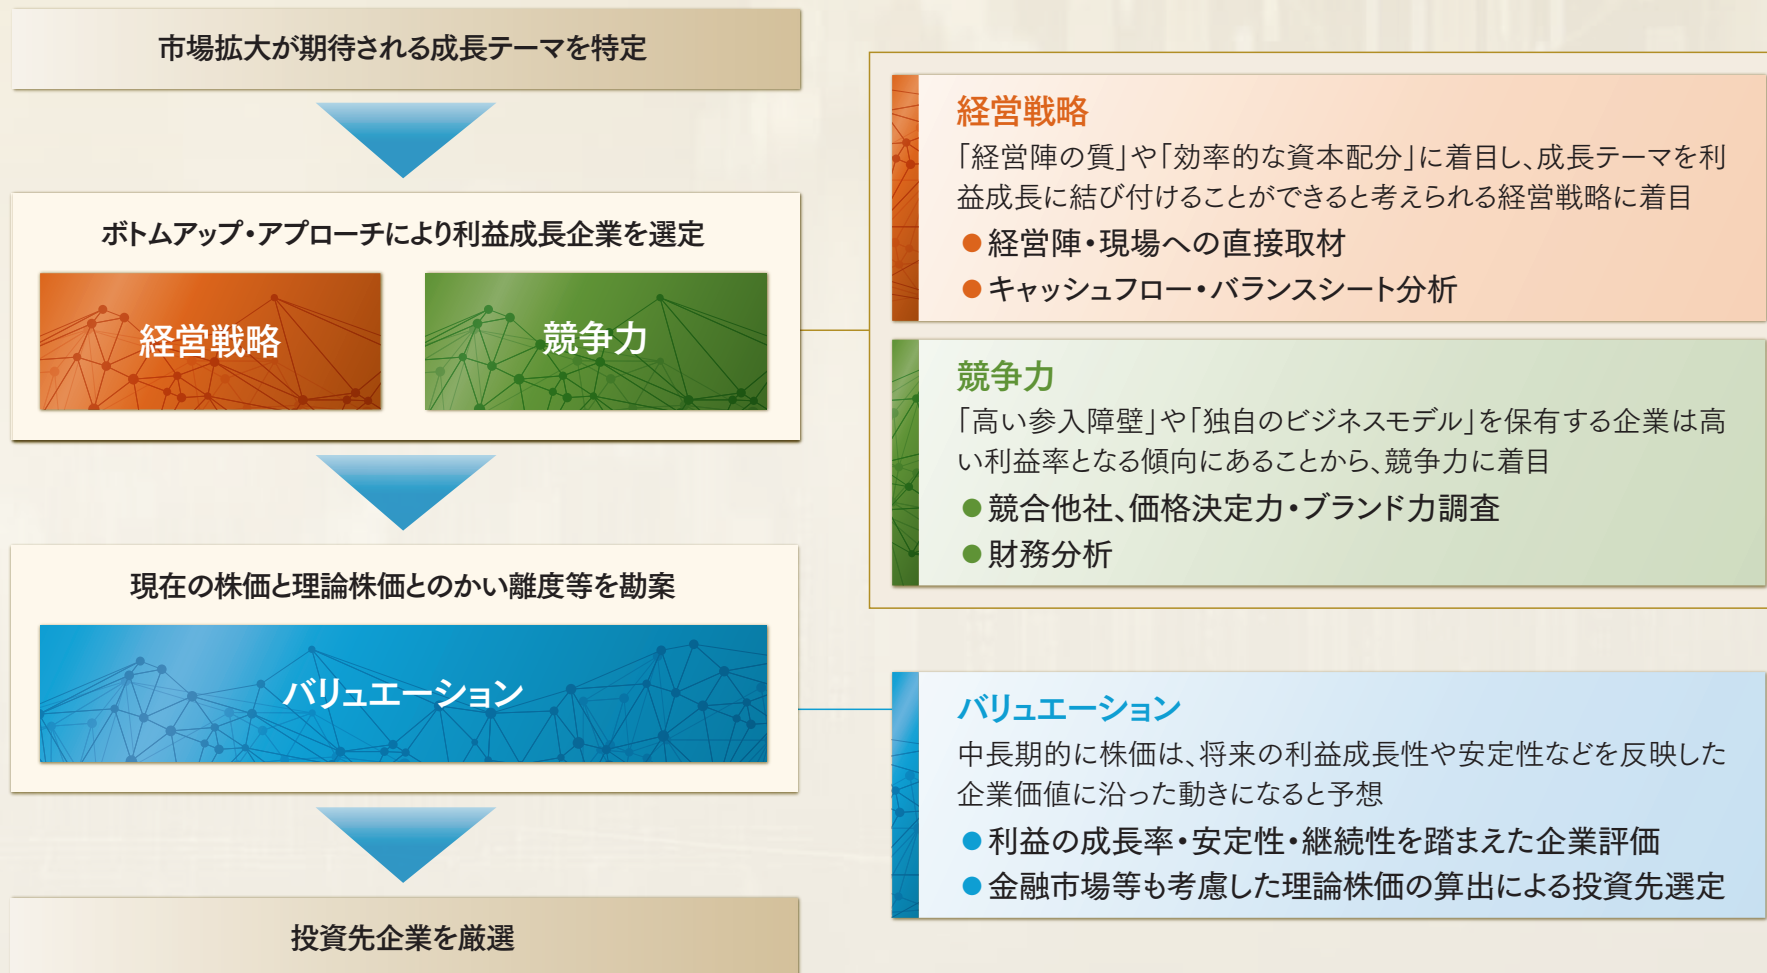 市場拡大が期待される成長テーマを特定
ボトムアップ・アプローチにより利益成長企業を選定
経営戦略
競争力
現在の株価と理論株価とのかい離度等を勘案
バリュエーション
投資先企業を厳選
経営戦略
「経営陣の質」や「効率的な資本配分」に着目し、成長テーマを利
益成長に結び付けることができると考えられる経営戦略に着目
●経営陣・現場への直接取材
●キャッシュフロー・バランスシート分析
競争力
「高い参入障壁」や「独自のビジネスモデル」を保有する企業は高
い利益率となる傾向にあることから、競争力に着目
●競合他社、価格決定力・ブランド力調査
●財務分析
バリュエーション
中長期的に株価は、将来の利益成長性や安定性などを反映した
企業価値に沿った動きになると予想
●利益の成長率・安定性・継続性を踏まえた企業評価
●金融市場等も考慮した理論株価の算出による投資先選定